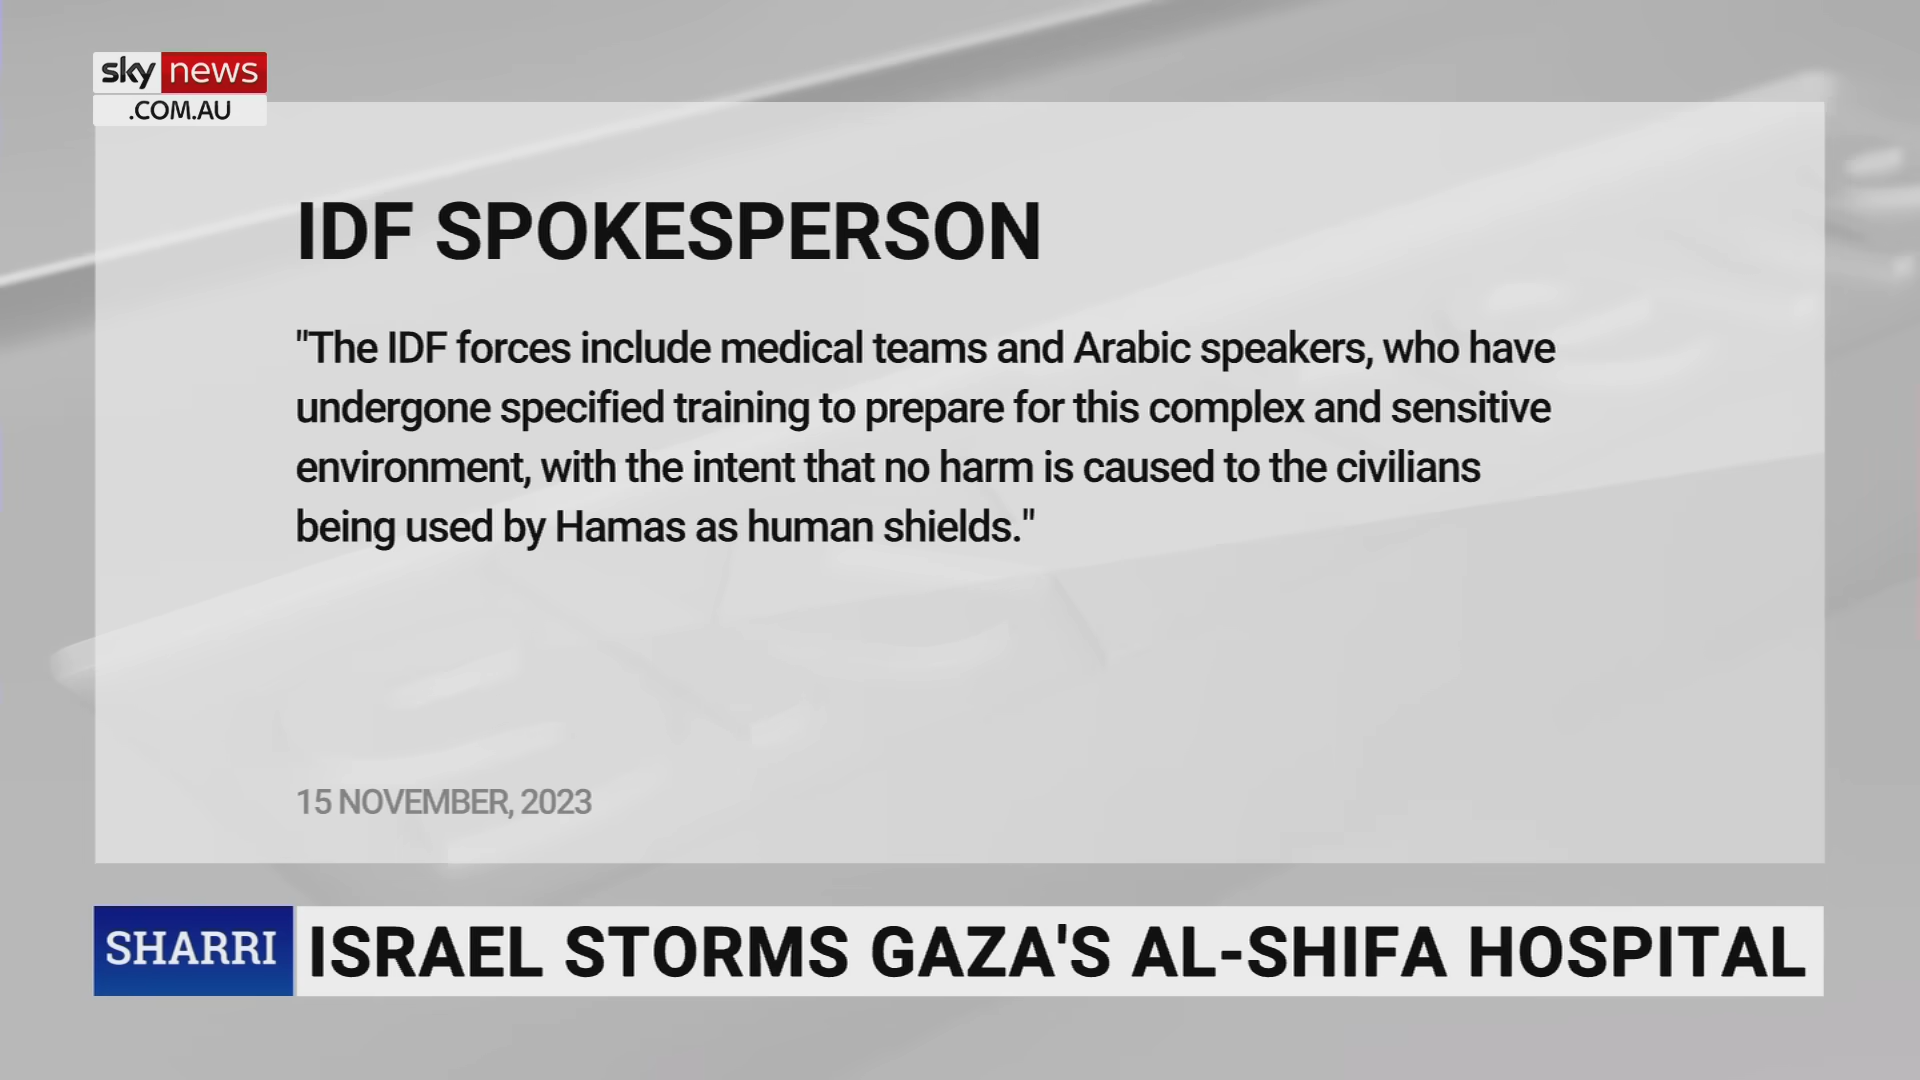 sky news
.COM.AU
IDF SPOKESPERSON
"The IDF forces include medical teams and Arabic speakers, who have
undergone specified training to prepare for this complex and sensitive
environment, with the intent that no harm is caused to the civilians
being used by Hamas as human shields."
15 NOVEMBER, 2023
SHARRI
ISRAEL STORMS GAZA'S AL-SHIFA HOSPITAL